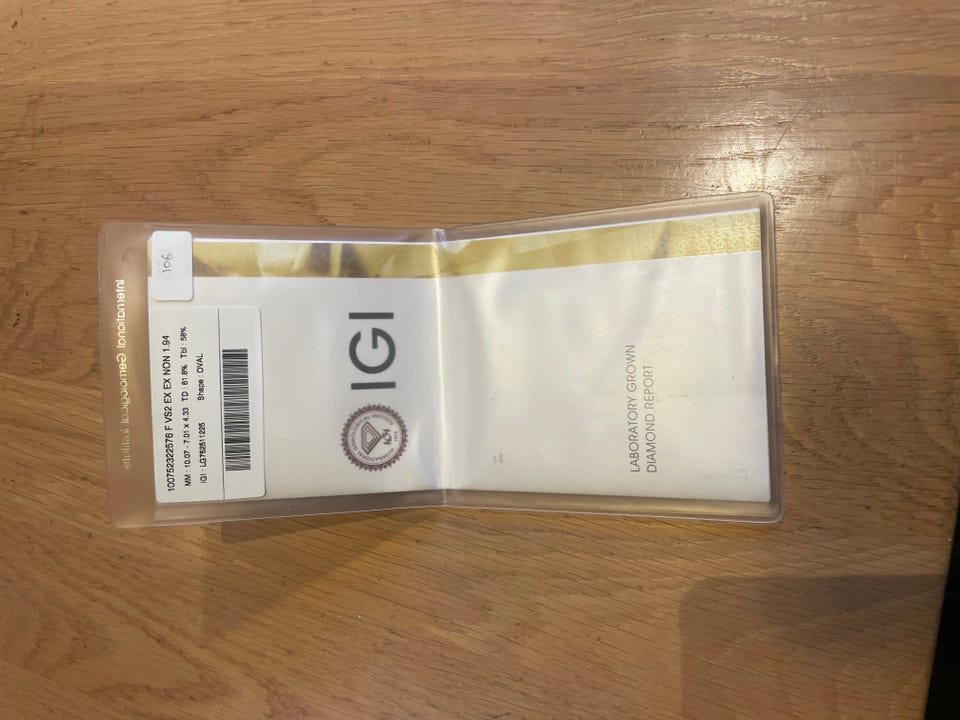 International Gemological Institute
106
100752322576 F VS2 EX EX NON 1.94
MM : 10.07 - 7.01 x 4.33 TD : 61.8% Tbl : 58%
IGI : LG752511225 Shape : OVAL
IGI
LABORATORY GROWN
DIAMOND REPORT